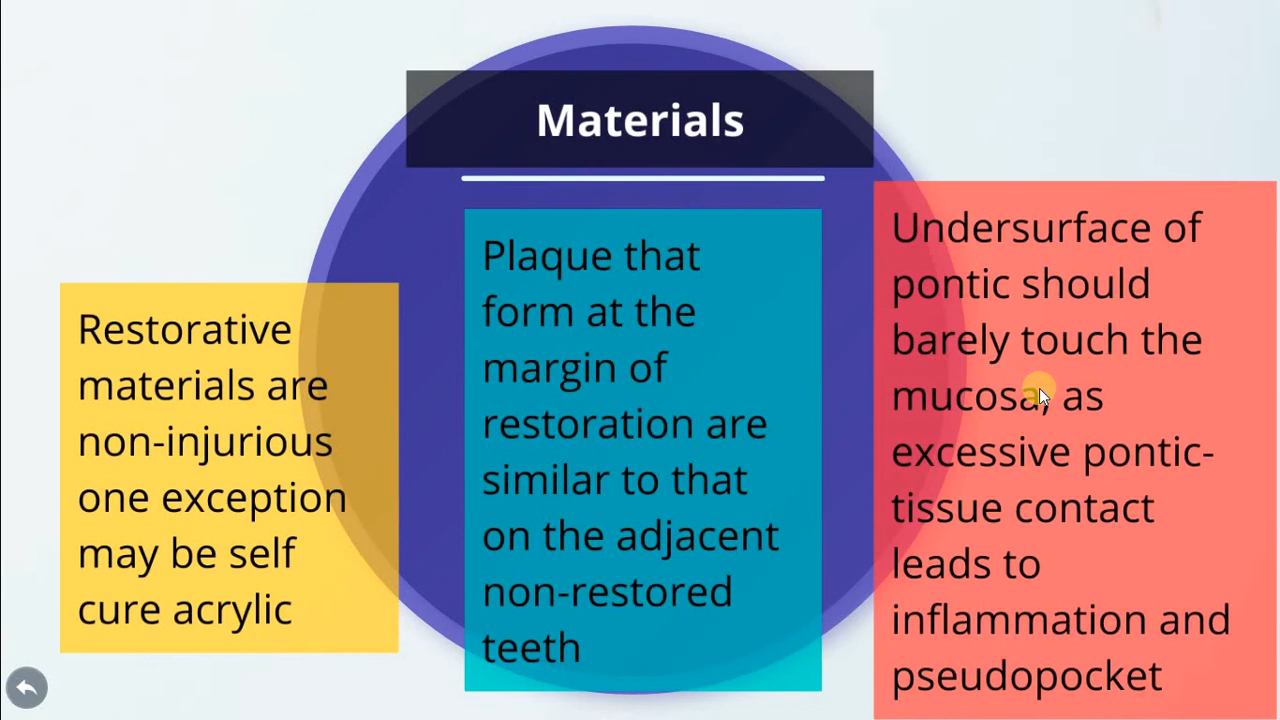 Materials
Restorative
materials are
non-injurious
one exception
may be self
cure acrylic
Plaque that
form at the
margin of
restoration are
similar to that
on the adjacent
non-restored
teeth
Undersurface of
pontic should
barely touch the
mucosa, as
excessive pontic-
tissue contact
leads to
inflammation and
pseudopocket